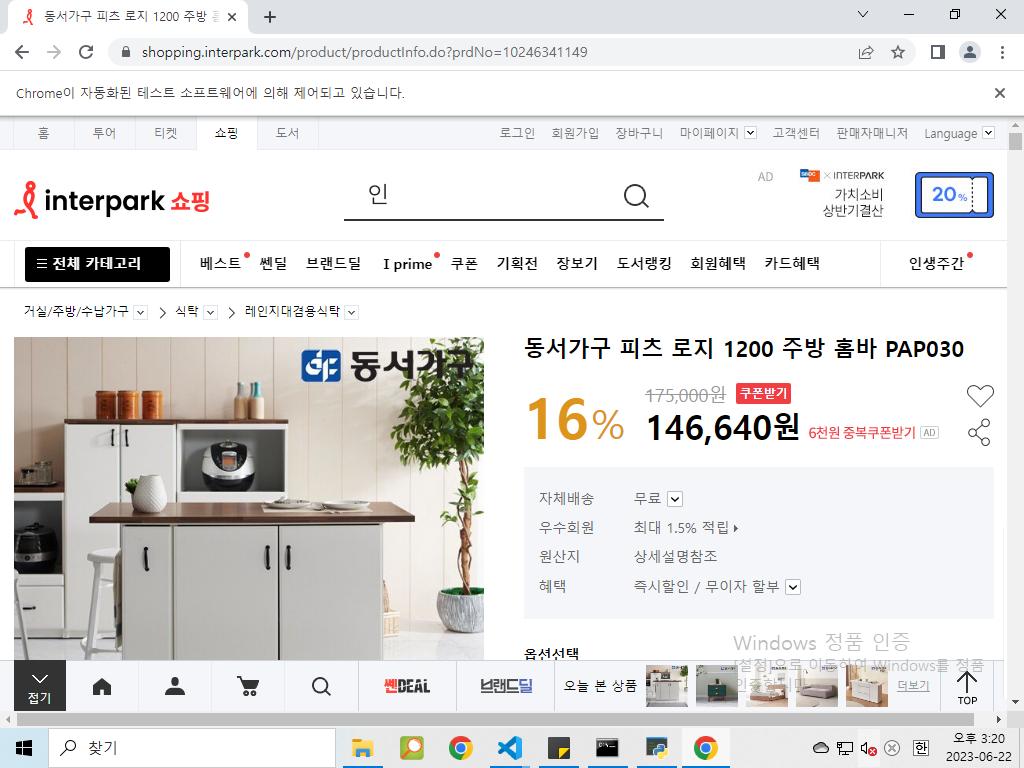 동서가구 피츠 로지 1200 주방 홈
shopping.interpark.com/product/productInfo.do?prdNo=10246341149
Chrome이 자동화된 테스트 소프트웨어에 의해 제어되고 있습니다.
홈 투어 티켓 쇼핑 도서 로그인 회원가입 장바구니 마이페이지 고객센터 판매자매니저 Language
interpark 쇼핑 인 AD × INTERPARK 가치소비 상반기결산 20%
전체 카테고리 베스트 쎈딜 브랜드딜 I prime 쿠폰 기획전 장보기 도서랭킹 회원혜택 카드혜택 인생주간
거실/주방/수납가구 식탁 레인지대겸용식탁
동서가구
동서가구 피츠 로지 1200 주방 홈바 PAP030
16% 175,000원 쿠폰받기
146,640원 6천원 중복쿠폰받기 AD
자체배송 무료
우수회원 최대 1.5% 적립
원산지 상세설명참조
혜택 즉시할인 / 무이자 할부
옵션선택
Windows 정품 인증
[설정]으로 이동하여 Windows를 정품 인증합니다.
접기 쎈DEAL 브랜드딜 오늘 본 상품 더보기 TOP
찾기
한 오후 3:20
2023-06-22